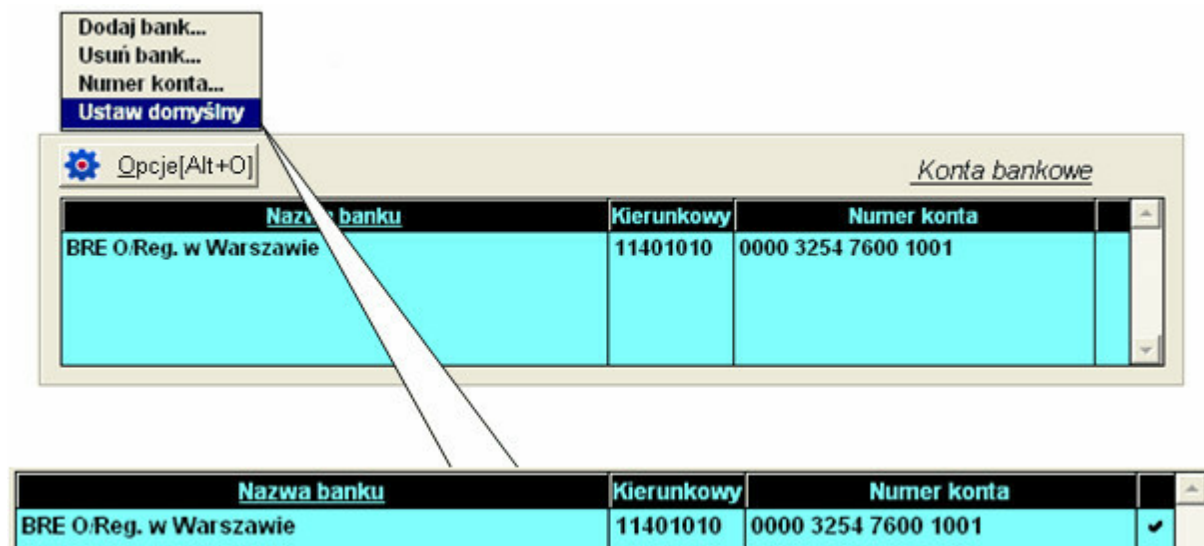 Dodaj bank...
Usuń bank...
Numer konta...
Ustaw domyślny
Opcje[Alt+O]
Konta bankowe
Nazwa banku Kierunkowy Numer konta
BRE O/Reg. w Warszawie 11401010 0000 3254 7600 1001
Nazwa banku Kierunkowy Numer konta
BRE O/Reg. w Warszawie 11401010 0000 3254 7600 1001